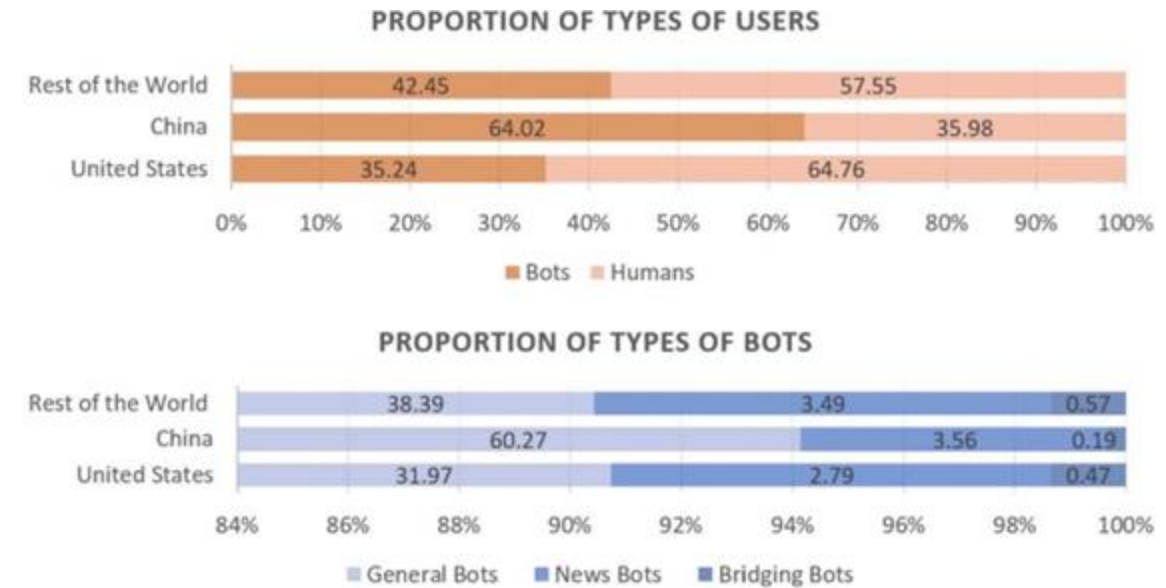 PROPORTION OF TYPES OF USERS
Rest of the World 42.45 57.55
China 64.02 35.98
United States 35.24 64.76
0% 10% 20% 30% 40% 50% 60% 70% 80% 90% 100%
Bots Humans
PROPORTION OF TYPES OF BOTS
Rest of the World 38.39 3.49 0.57
China 60.27 3.56 0.19
United States 31.97 2.79 0.47
84% 86% 88% 90% 92% 94% 96% 98% 100%
General Bots News Bots Bridging Bots